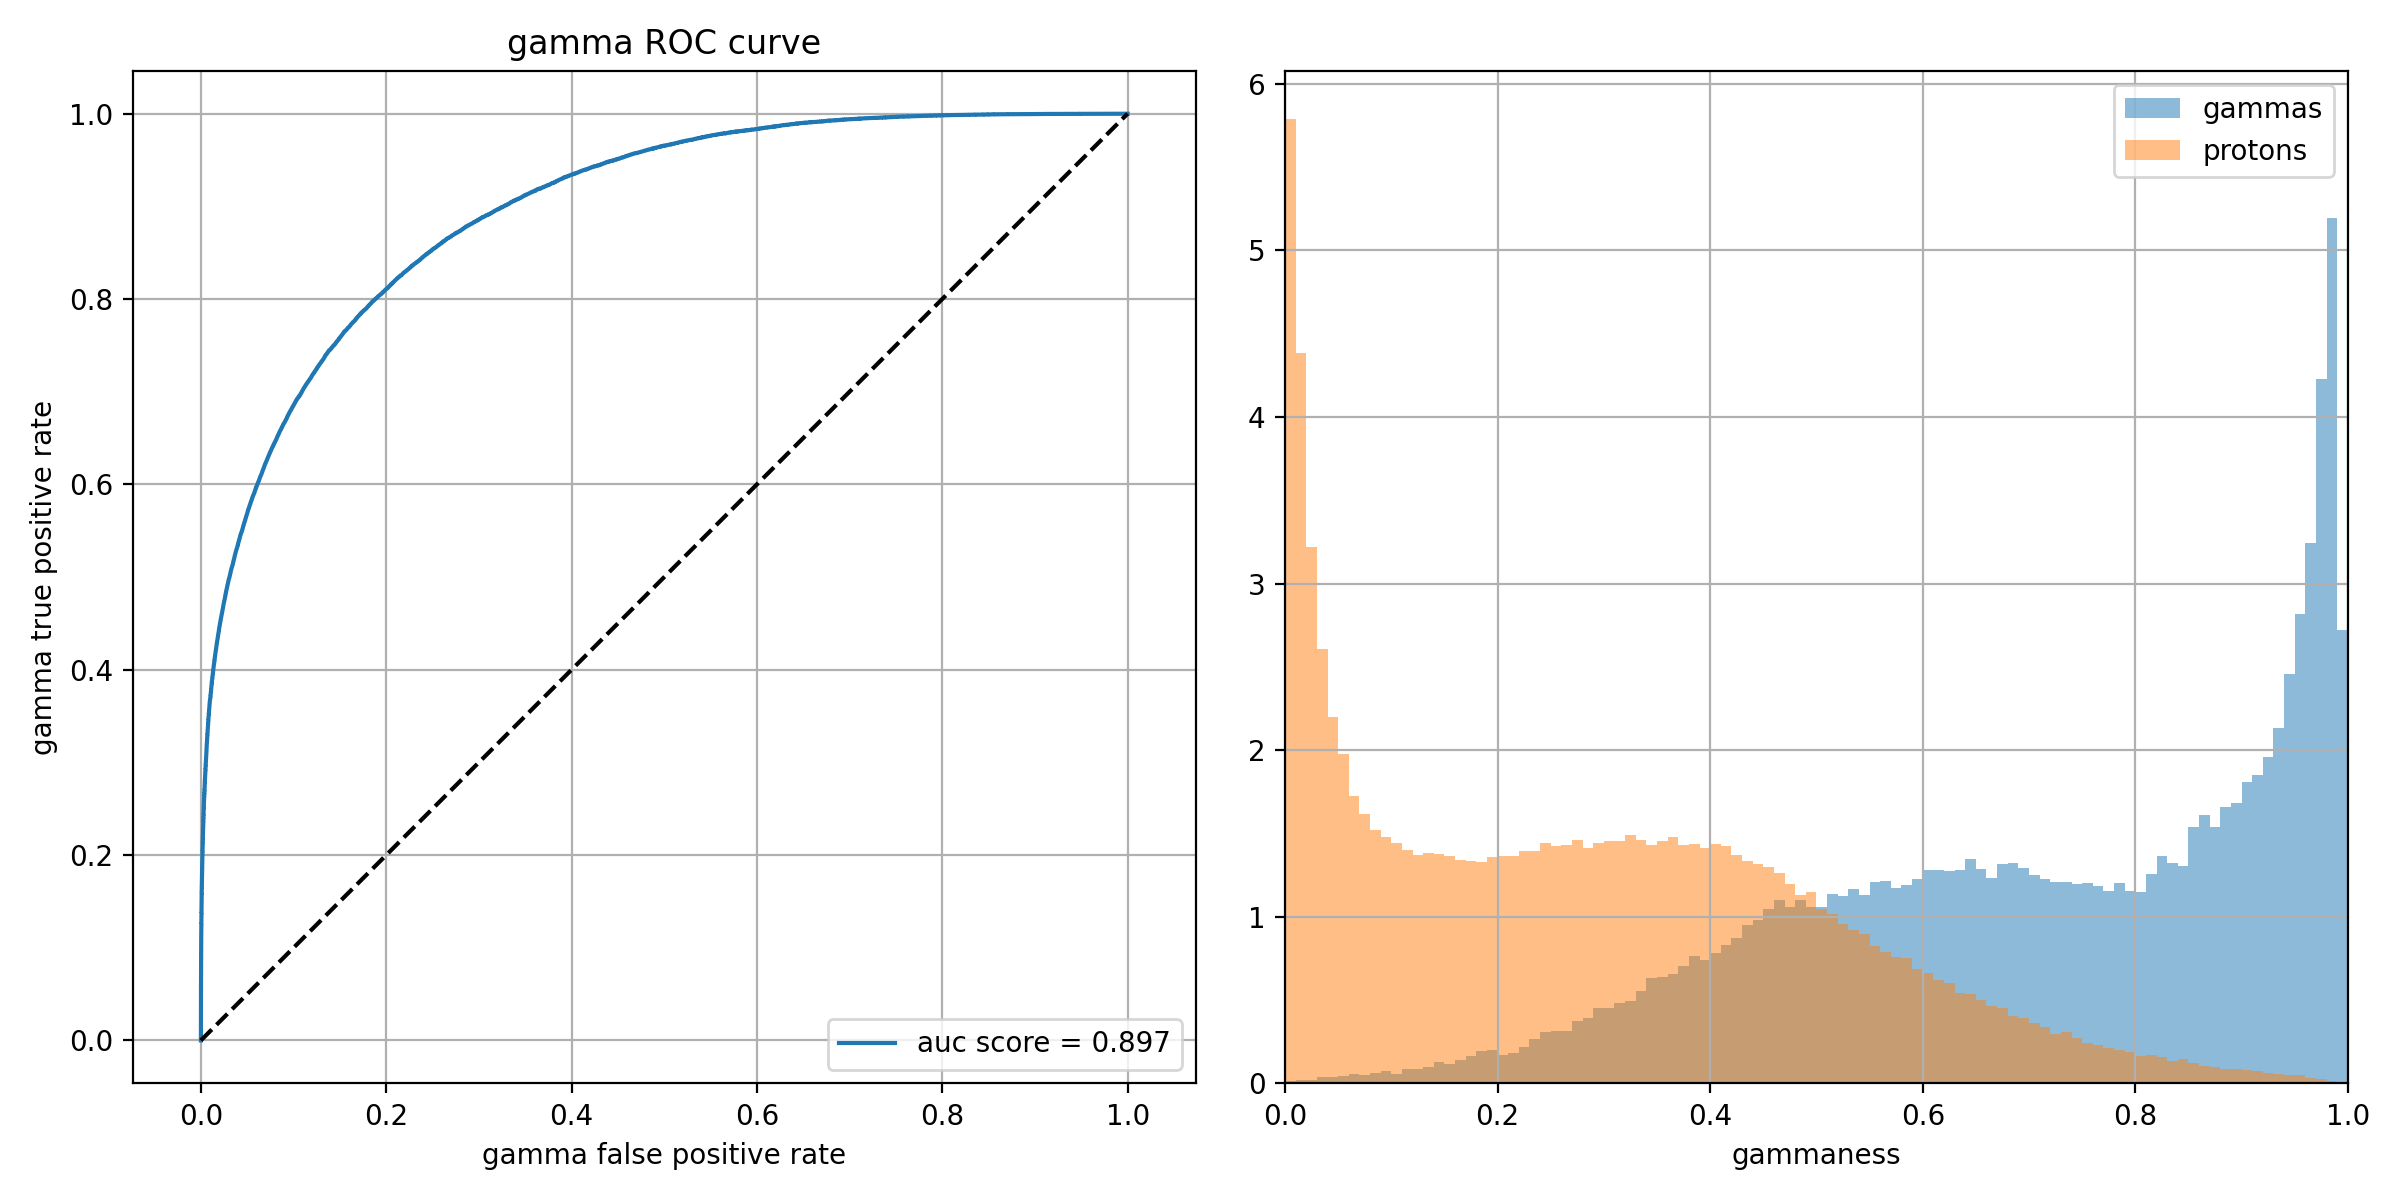 gamma ROC curve
1.0
0.8
0.6
0.4
0.2
0.0
gamma true positive rate
0.0 0.2 0.4 0.6 0.8 1.0
gamma false positive rate
auc score = 0.897
6
5
4
3
2
1
0
0.0 0.2 0.4 0.6 0.8 1.0
gammaness
gammas
protons